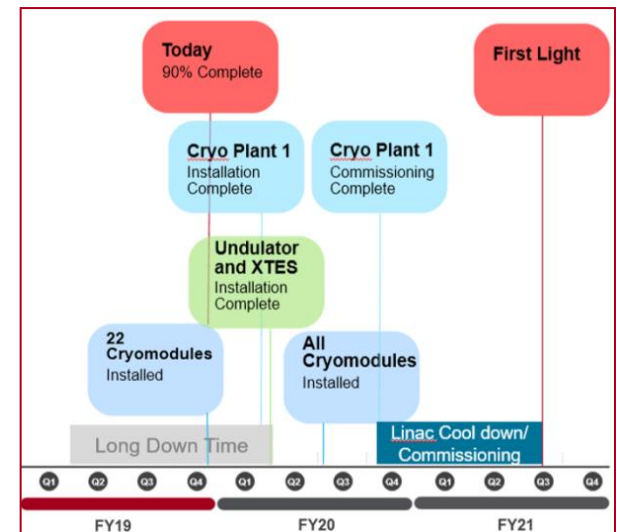 Today
90% Complete
First Light
Cryo Plant 1
Installation
Complete
Cryo Plant 1
Commissioning
Complete
Undulator
and XTES
Installation
Complete
22
Cryomodules
Installed
All
Cryomodules
Installed
Long Down Time
Linac Cool down/
Commissioning
Q1 Q2 Q3 Q4 Q1 Q2 Q3 Q4 Q1 Q2 Q3 Q4
FY19 FY20 FY21